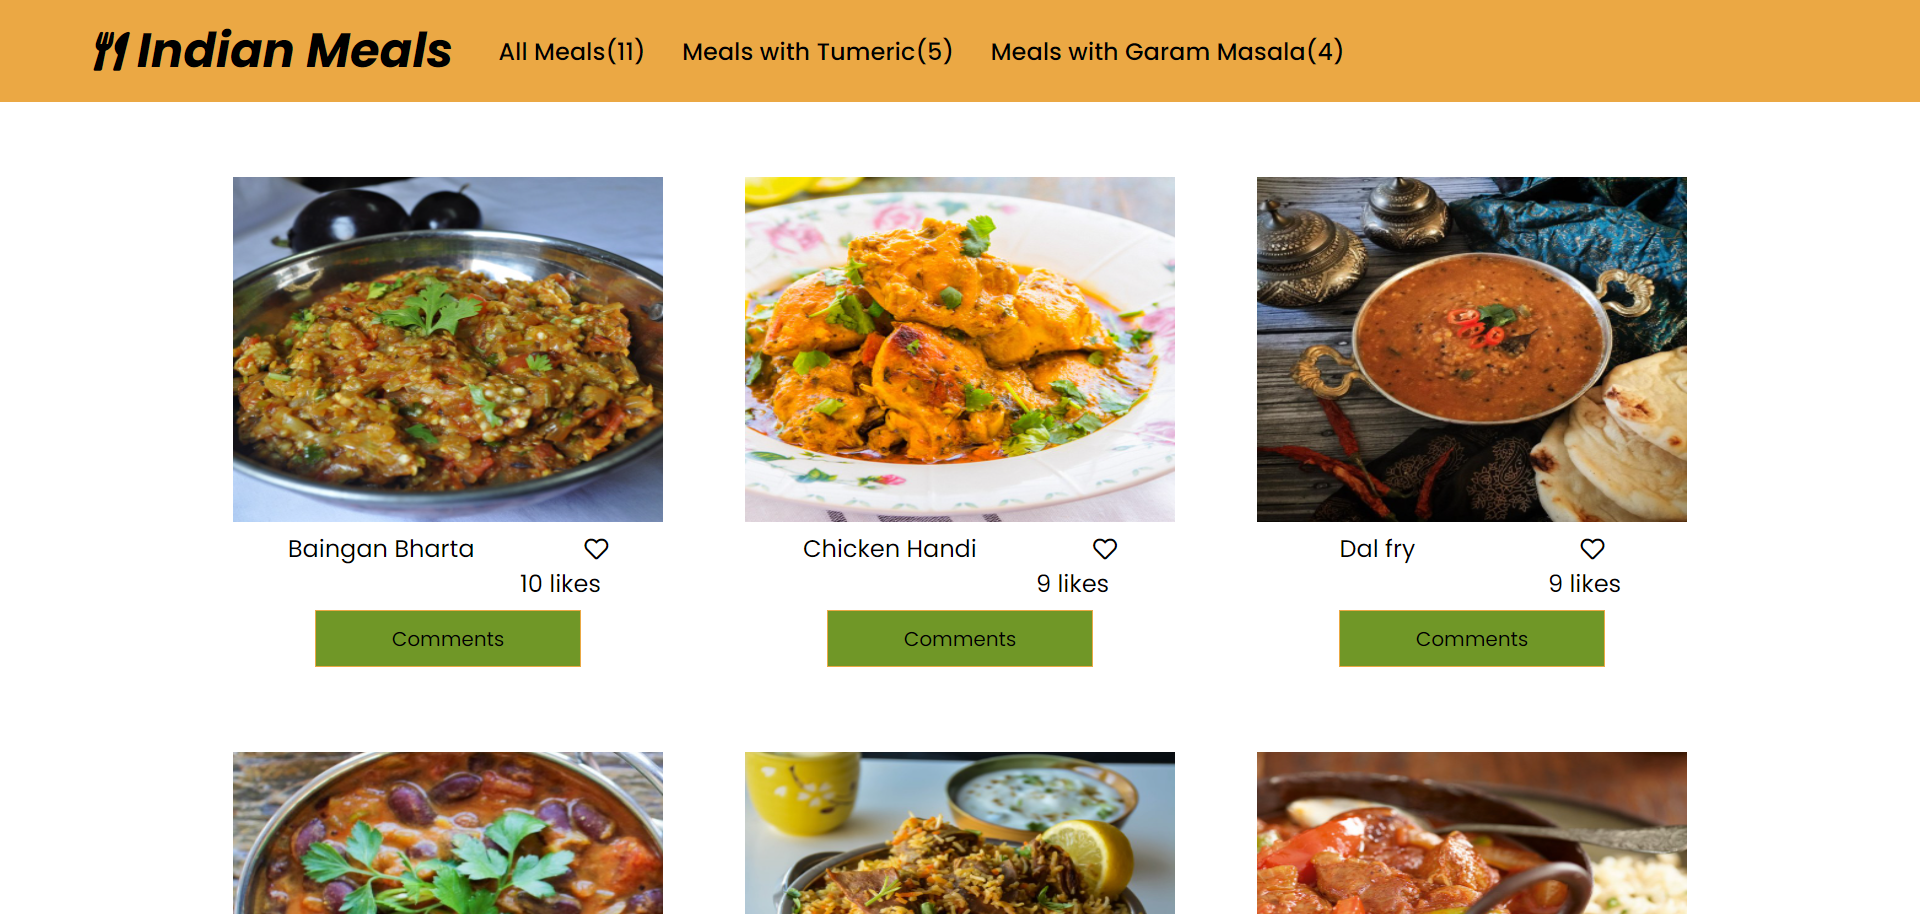 Indian Meals All Meals(11) Meals with Tumeric(5) Meals with Garam Masala(4)
Baingan Bharta
10 likes
Comments
Chicken Handi
9 likes
Comments
Dal fry
9 likes
Comments